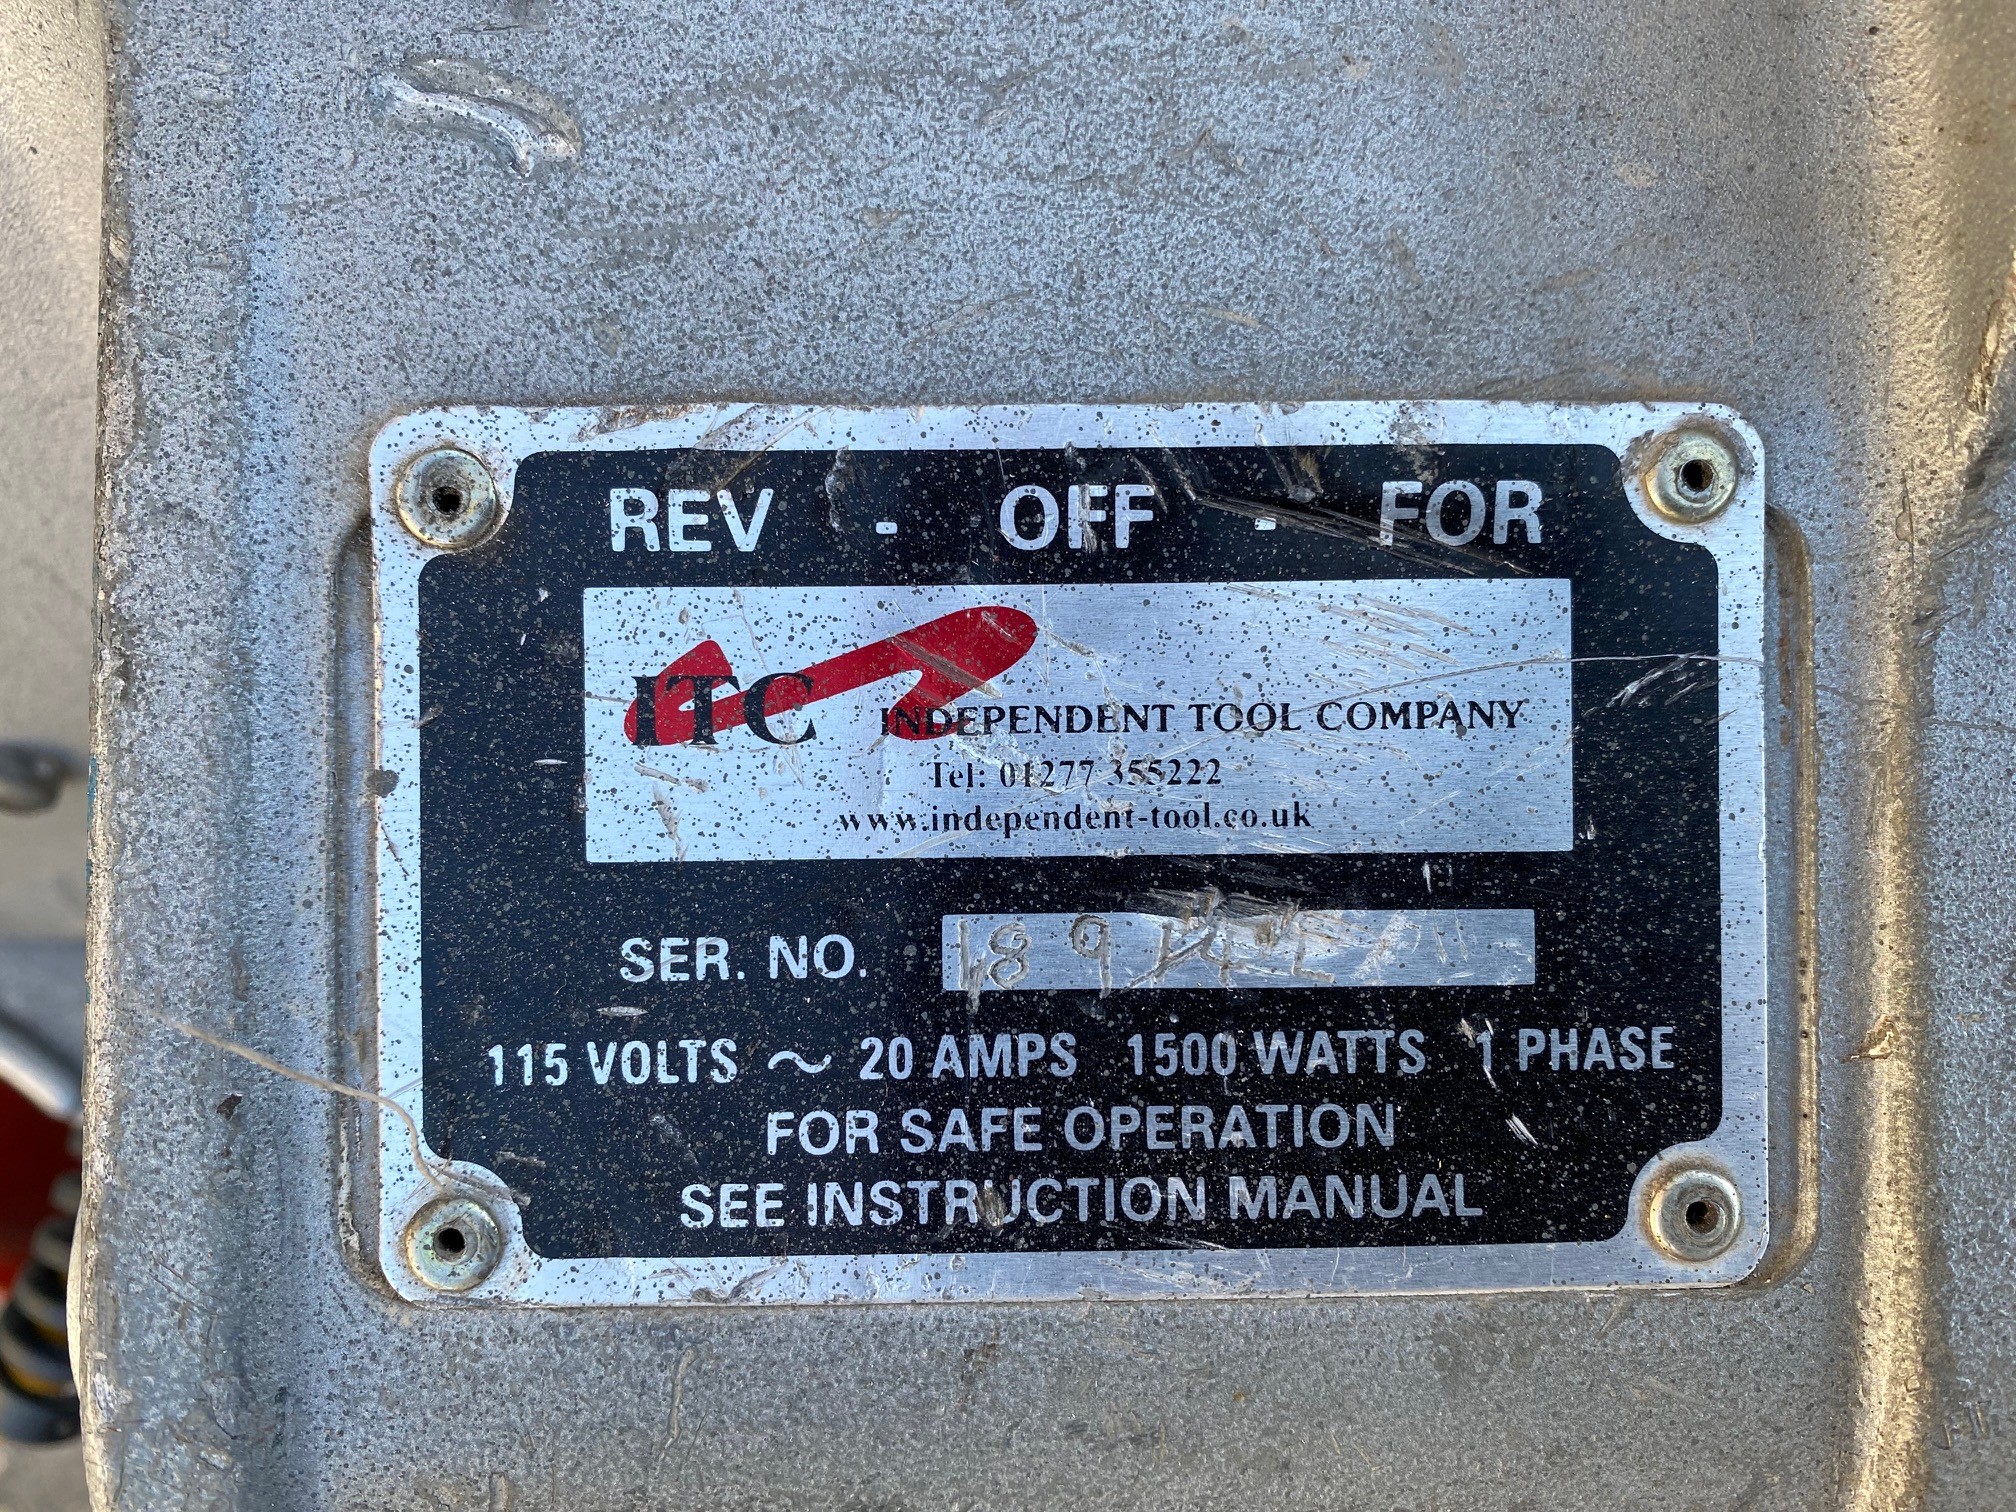 REV - OFF - FOR
ITC INDEPENDENT TOOL COMPANY
Tel: 01277 355222
www.independent-tool.co.uk
SER. NO.
115 VOLTS ~ 20 AMPS 1500 WATTS 1 PHASE
FOR SAFE OPERATION
SEE INSTRUCTION MANUAL